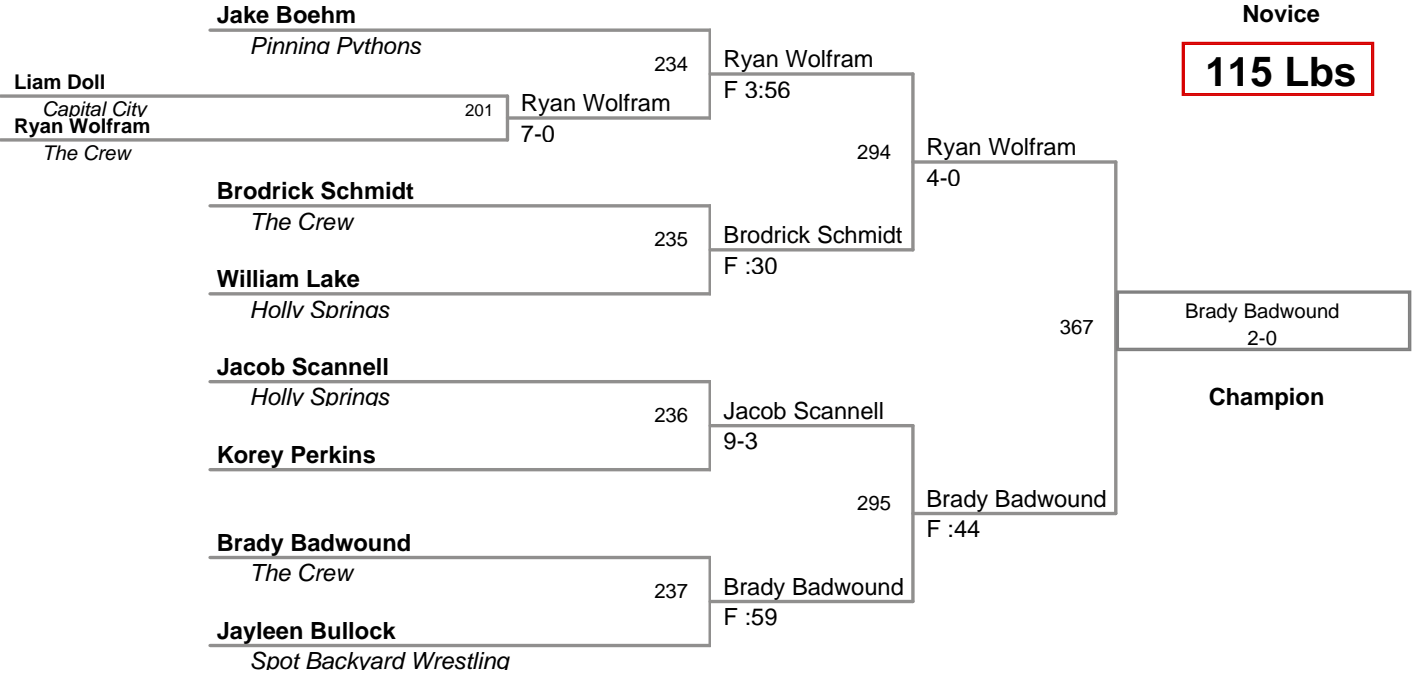 Jake Boehm
Pinning Pythons
Novice
115 Lbs
234
Ryan Wolfram
F 3:56
Liam Doll
Capital City
201
Ryan Wolfram
7-0
Ryan Wolfram
The Crew
294
Ryan Wolfram
4-0
Brodrick Schmidt
The Crew
235
Brodrick Schmidt
F :30
William Lake
Holly Springs
367
Brady Badwound
2-0
Champion
Jacob Scannell
Holly Springs
236
Jacob Scannell
9-3
Korey Perkins
295
Brady Badwound
F :44
Brady Badwound
The Crew
237
Brady Badwound
F :59
Jayleen Bullock
Spot Backyard Wrestling